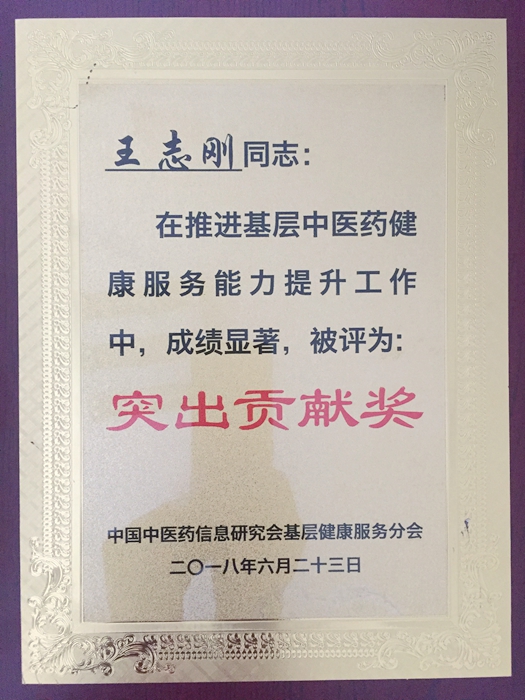 王志刚同志：
在推进基层中医药健
康服务能力提升工作
中，成绩显著，被评为：
突出贡献奖
中国中医药信息研究会基层健康服务分会
二〇一八年六月二十三日